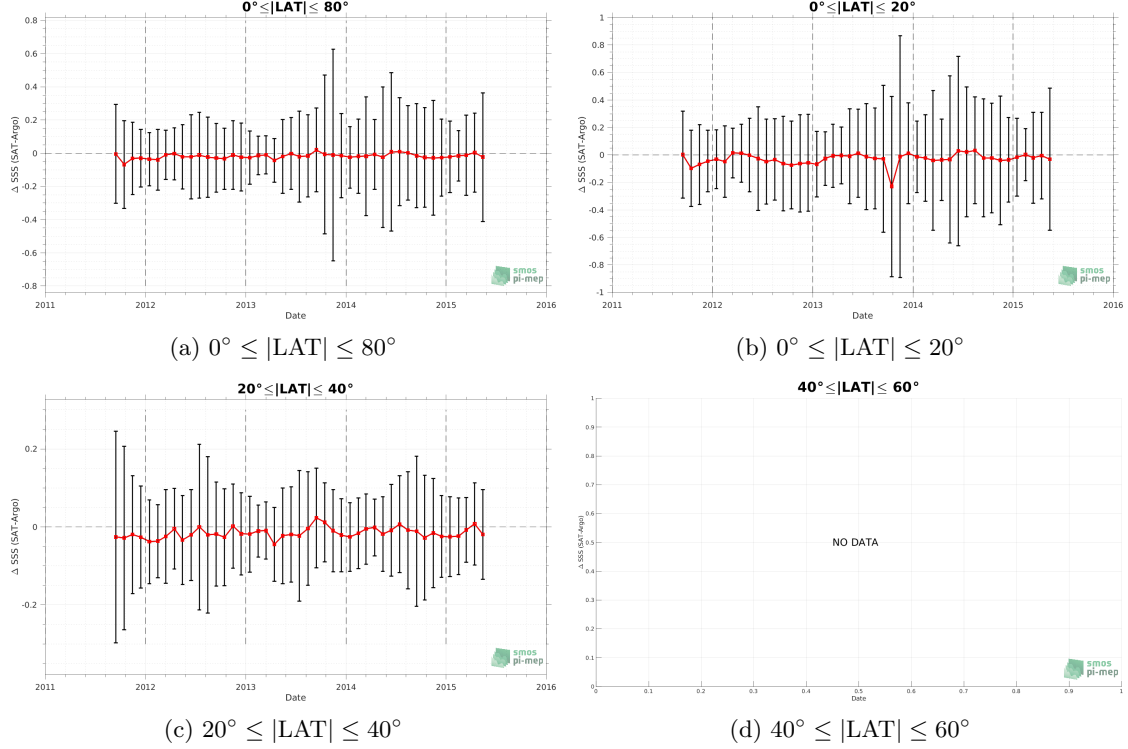 0°≤|LAT|≤ 80°
0.8
0.6
0.4
0.2
0
-0.2
-0.4
-0.6
-0.8
Δ SSS (SAT-Argo)
2011 2012 2013 2014 2015 2016
Date
smos
pi-mep
(a) 0° ≤ |LAT| ≤ 80°
0°≤|LAT|≤ 20°
1
0.8
0.6
0.4
0.2
0
-0.2
-0.4
-0.6
-0.8
-1
Δ SSS (SAT-Argo)
2011 2012 2013 2014 2015 2016
Date
smos
pi-mep
(b) 0° ≤ |LAT| ≤ 20°
20°≤|LAT|≤ 40°
0.2
0
-0.2
Δ SSS (SAT-Argo)
2011 2012 2013 2014 2015 2016
Date
smos
pi-mep
(c) 20° ≤ |LAT| ≤ 40°
40°≤|LAT|≤ 60°
1
0.9
0.8
0.7
0.6
0.5
0.4
0.3
0.2
0.1
0
Δ SSS (SAT-Argo)
NO DATA
0 0.1 0.2 0.3 0.4 0.5 0.6 0.7 0.8 0.9 1
Date
smos
pi-mep
(d) 40° ≤ |LAT| ≤ 60°